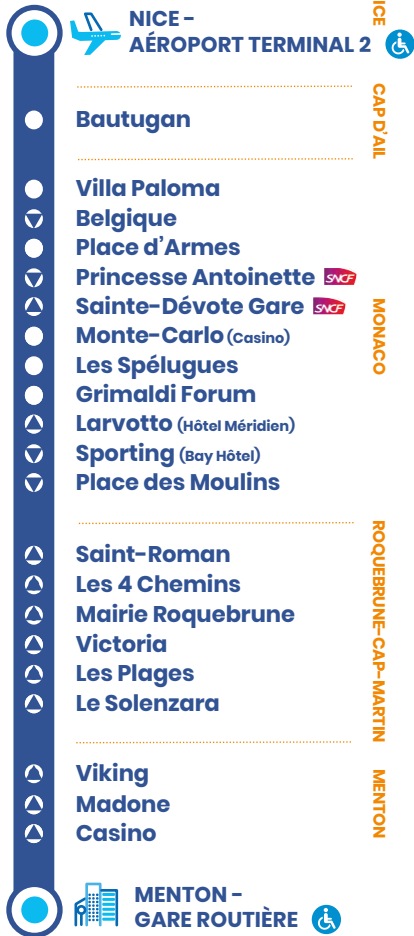 NICE -
AÉROPORT TERMINAL 2
CAP D'AIL
Bautugan
MONACO
Villa Paloma
Belgique
Place d'Armes
Princesse Antoinette SNCF
Sainte-Dévote Gare SNCF
Monte-Carlo (Casino)
Les Spélugues
Grimaldi Forum
Larvotto (Hôtel Méridien)
Sporting (Bay Hôtel)
Place des Moulins
ROQUEBRUNE-CAP-MARTIN
Saint-Roman
Les 4 Chemins
Mairie Roquebrune
Victoria
Les Plages
Le Solenzara
MENTON
Viking
Madone
Casino
MENTON -
GARE ROUTIÈRE